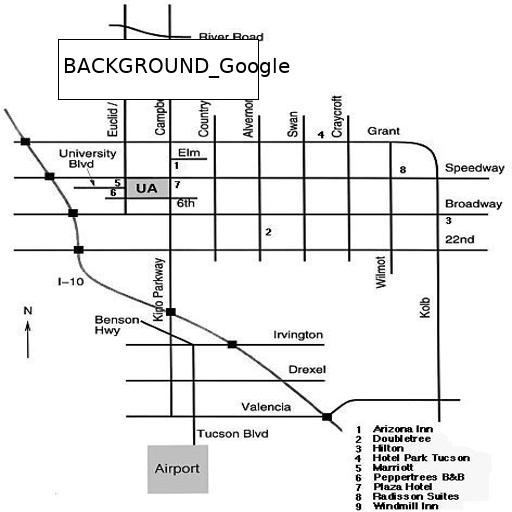 River Road
BACKGROUND_Google
Euclid /
Campbe
Country
Alvernon
Swan
Craycroft
4
Grant
University
Blvd
Elm
1
8
Speedway
5
UA
7
6
6th
Broadway
3
2
22nd
I-10
Kino Parkway
Wilmot
Kolb
N
Benson
Hwy
Irvington
Drexel
Valencia
Tucson Blvd
Airport
1 Arizona Inn
2 Doubletree
3 Hilton
4 Hotel Park Tucson
5 Marriott
6 Peppertrees B&B
7 Plaza Hotel
8 Radisson Suites
9 Windmill Inn